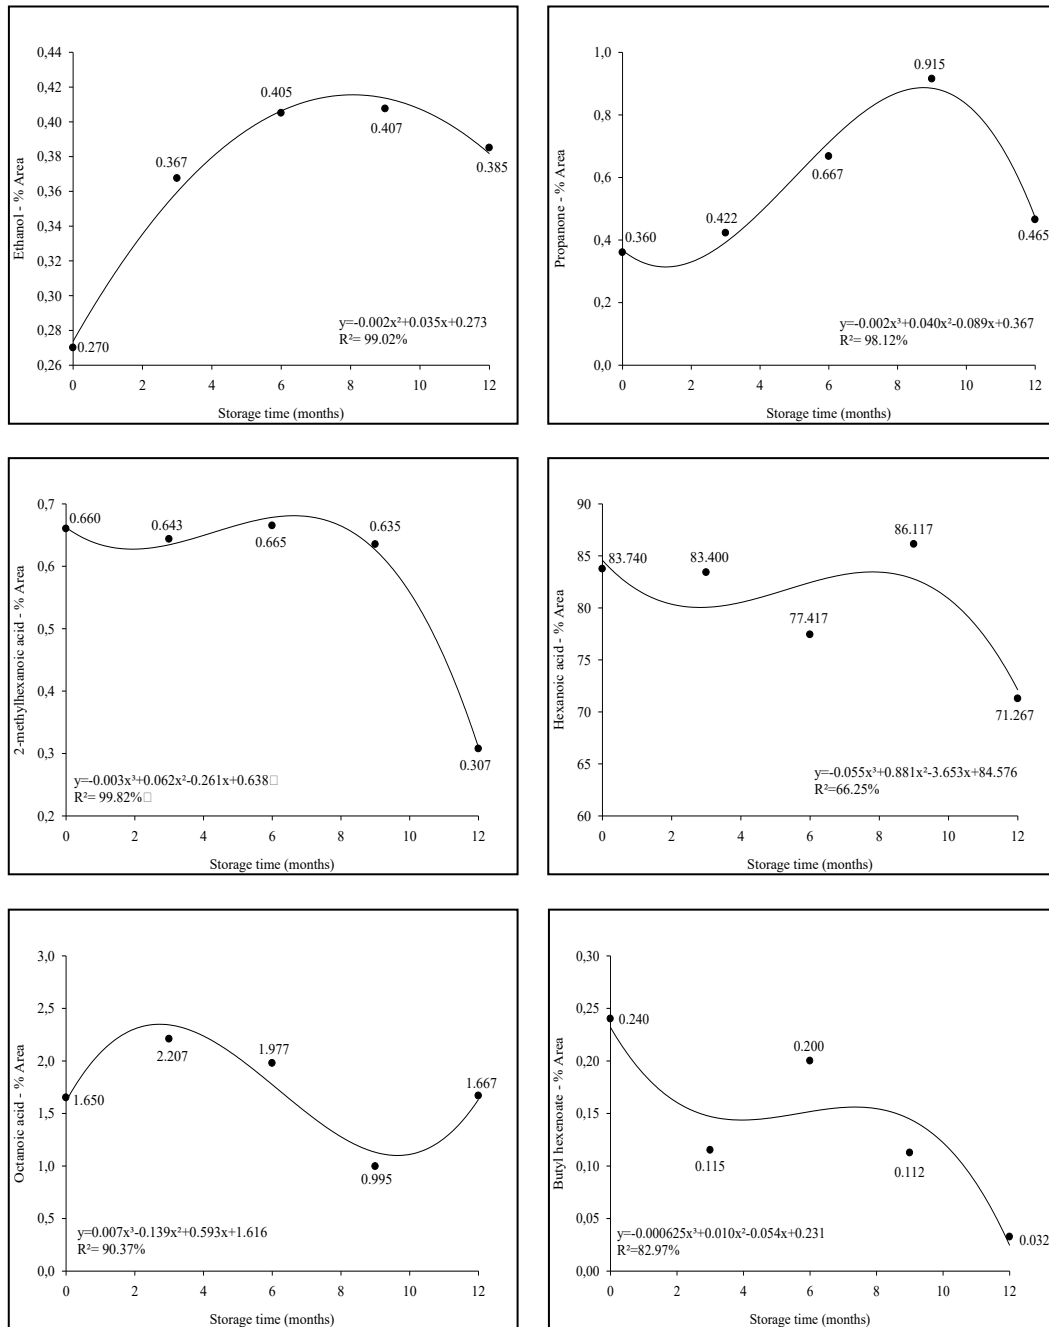 0,44
0,42
0,40
0,38
0,36
0,34
0,32
0,30
0,28
0,26
Ethanol - % Area
0.270
0.367
0.405
0.407
0.385
y=-0.002x²+0.035x+0.273
R²= 99.02%
0 2 4 6 8 10 12
Storage time (months)
1,0
0,8
0,6
0,4
0,2
0,0
Propanone - % Area
0.360
0.422
0.667
0.915
0.465
y=-0.002x³+0.040x²-0.089x+0.367
R²= 98.12%
0 2 4 6 8 10 12
Storage time (months)
0,7
0,6
0,5
0,4
0,3
0,2
2-methylhexanoic acid - % Area
0.660
0.643
0.665
0.635
0.307
y=-0.003x³+0.062x²-0.261x+0.638□
R²= 99.82%□
0 2 4 6 8 10 12
Storage time (months)
90
85
80
75
70
65
60
Hexanoic acid - % Area
83.740
83.400
77.417
86.117
71.267
y=-0.055x³+0.881x²-3.653x+84.576
R²=66.25%
0 2 4 6 8 10 12
Storage time (months)
3,0
2,5
2,0
1,5
1,0
0,5
0,0
Octanoic acid - % Area
1.650
2.207
1.977
0.995
1.667
y=0.007x³-0.139x²+0.593x+1.616
R²= 90.37%
0 2 4 6 8 10 12
Storage time (months)
0,30
0,25
0,20
0,15
0,10
0,05
0,00
Butyl hexenoate - % Area
0.240
0.115
0.200
0.112
0.032
y=-0.000625x³+0.010x²-0.054x+0.231
R²=82.97%
0 2 4 6 8 10 12
Storage time (months)